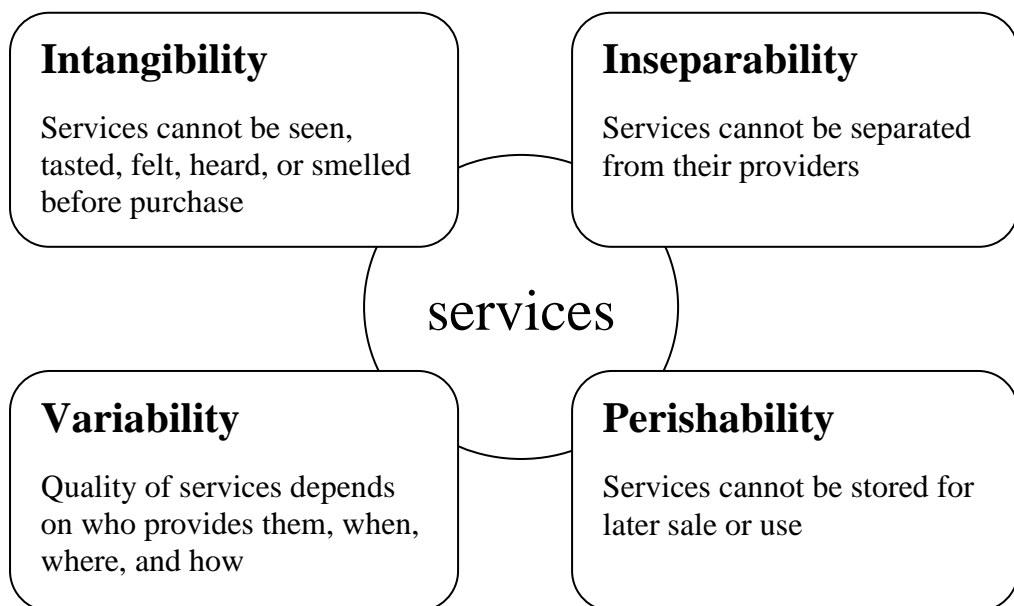 Intangibility
Services cannot be seen,
tasted, felt, heard, or smelled
before purchase
Inseparability
Services cannot be separated
from their providers
services
Variability
Quality of services depends
on who provides them, when,
where, and how
Perishability
Services cannot be stored for
later sale or use